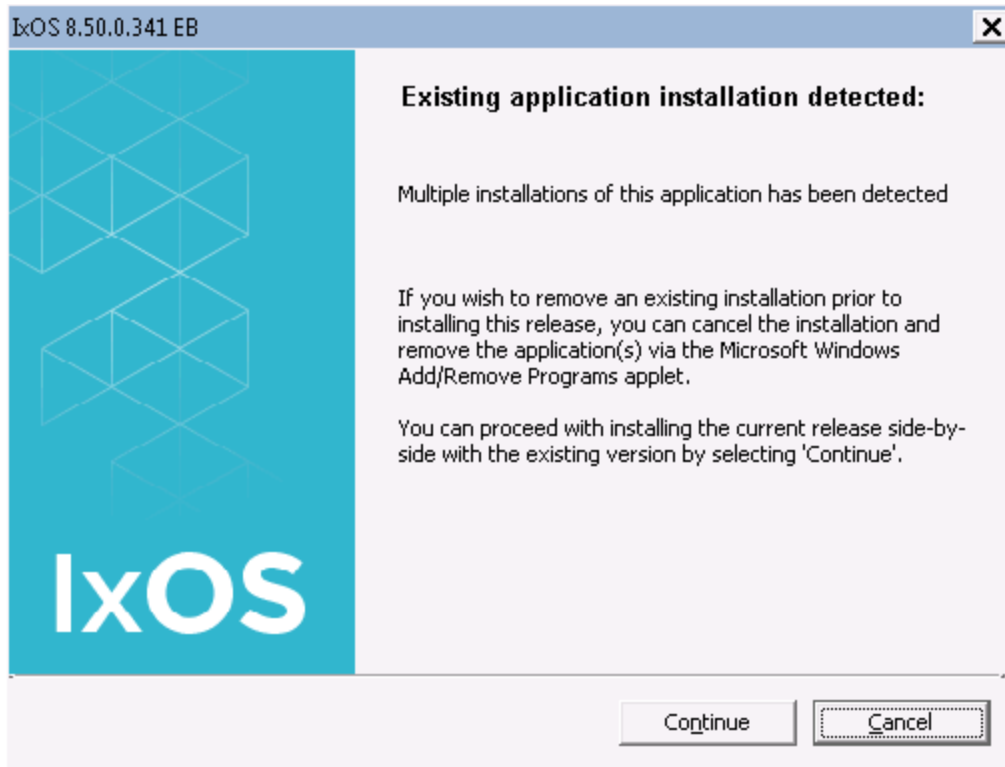 IxOS 8.50.0.341 EB
Existing application installation detected:
Multiple installations of this application has been detected
If you wish to remove an existing installation prior to
installing this release, you can cancel the installation and
remove the application(s) via the Microsoft Windows
Add/Remove Programs applet.
You can proceed with installing the current release side-by-
side with the existing version by selecting 'Continue'.
IxOS
Continue
Cancel